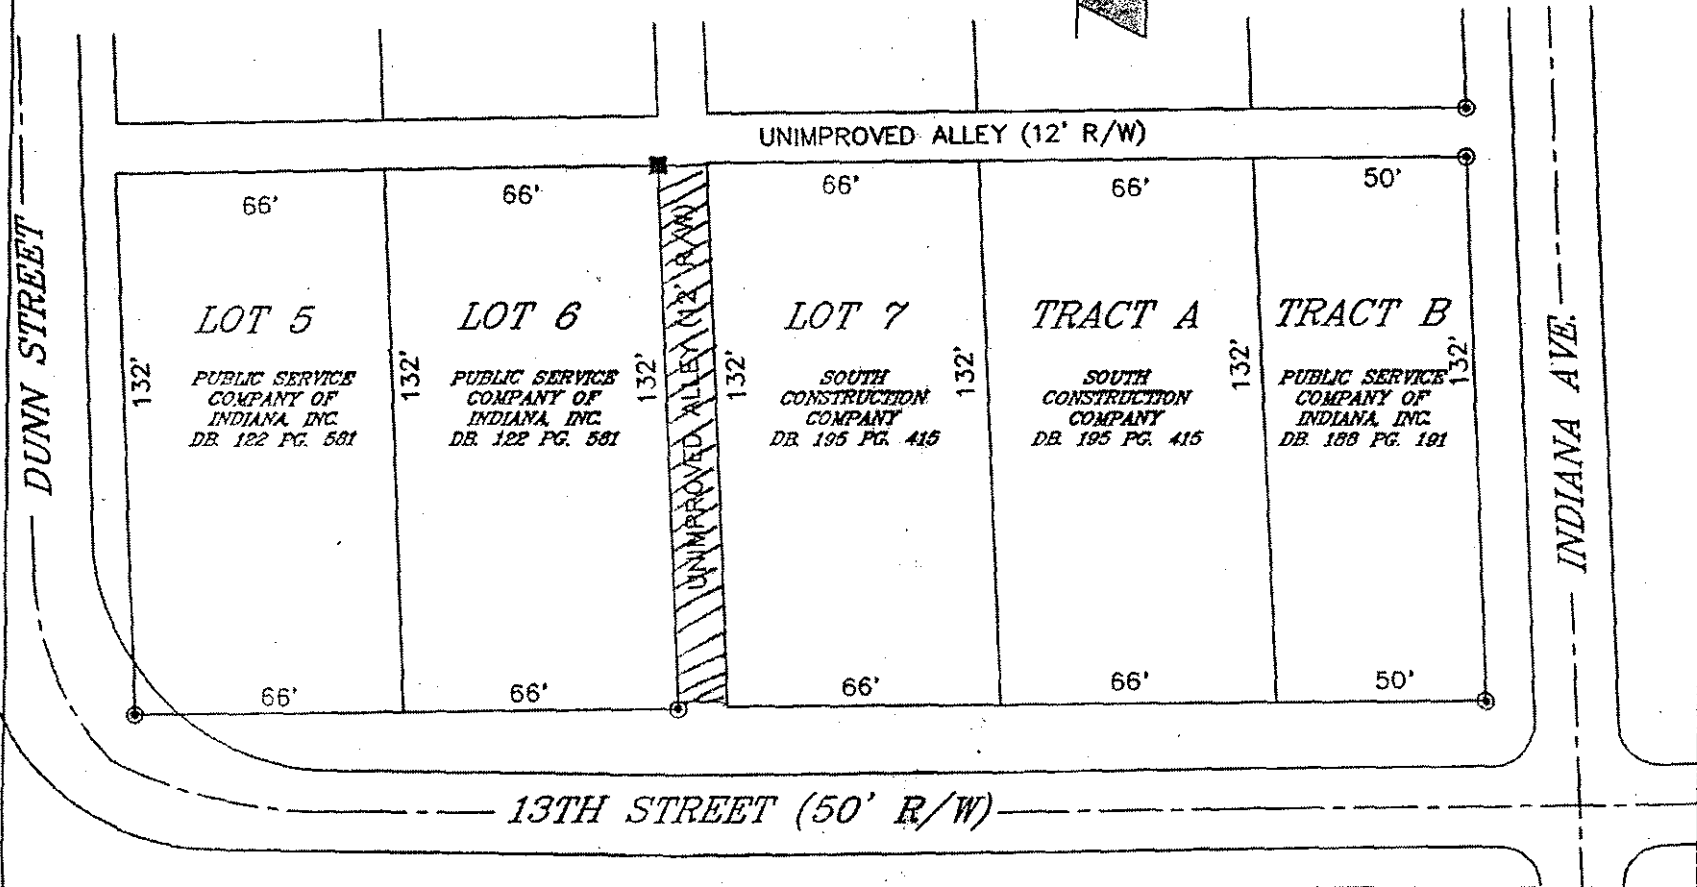 UNIMPROVED ALLEY (12' R/W)
66'
66'
66'
66'
50'
DUNN STREET
LOT 5
LOT 6
LOT 7
TRACT A
TRACT B
132'
132'
132'
132'
132'
132'
132'
PUBLIC SERVICE
COMPANY OF
INDIANA, INC.
DB. 122 PG. 581
PUBLIC SERVICE
COMPANY OF
INDIANA, INC.
DB. 122 PG. 581
UNIMPROVED ALLEY (12' R/W)
SOUTH
CONSTRUCTION
COMPANY
DB. 195 PG. 415
SOUTH
CONSTRUCTION
COMPANY
DB. 195 PG. 415
PUBLIC SERVICE
COMPANY OF
INDIANA, INC.
DB. 188 PG. 191
INDIANA AVE.
66'
66'
66'
66'
50'
13TH STREET (50' R/W)